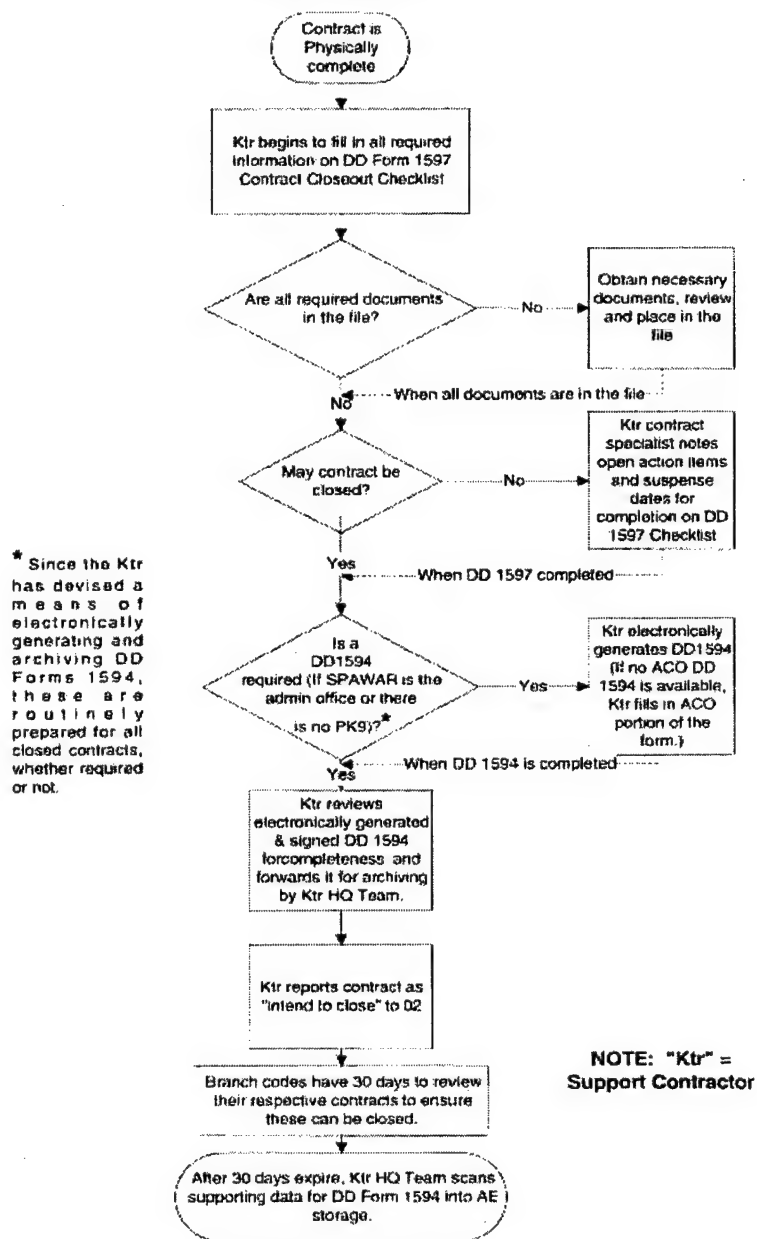 Contract is
Physically
complete
Ktr begins to fill in all required
information on DD Form 1597
Contract Closeout Checklist
Are all required documents
in the file?
No
Obtain necessary
documents, review
and place in the
file
When all documents are in the file
No
May contract be
closed?
No
Ktr contract
specialist notes
open action items
and suspense
dates for
completion on DD
1597 Checklist
Yes
When DD 1597 completed
* Since the Ktr
has devised a
means of
electronically
generating and
archiving DD
Forms 1594,
these are
routinely
prepared for all
closed contracts,
whether required
or not.
Is a
DD1594
required (If SPAWAR is the
admin office or there
is no PK9)?*
Yes
Ktr electronically
generates DD1594
(If no ACO DD
1594 is available,
Ktr fills in ACO
portion of the
form.)
When DD 1594 is completed
Yes
Ktr reviews
electronically generated
& signed DD 1594
forcompleteness and
forwards it for archiving
by Ktr HQ Team.
Ktr reports contract as
"intend to close" to 02
Branch codes have 30 days to review
their respective contracts to ensure
these can be closed.
NOTE: "Ktr" =
Support Contractor
After 30 days expire, Ktr HQ Team scans
supporting data for DD Form 1594 into AE
storage.